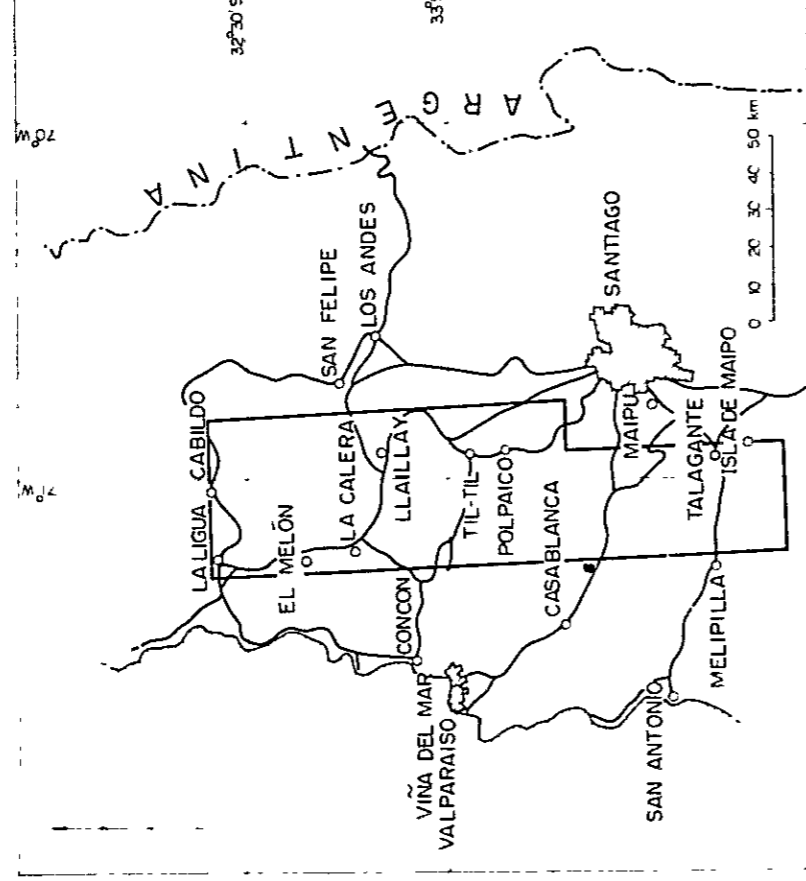 70°W
71°W
32°30'S
33°
ARGENTINA
LA LIGUA
CABILDO
SAN FELIPE
LOS ANDES
EL MELÓN
LA CALERA
LLAILLAY
CONCON
TIL-TIL
POLPAICO
VIÑA DEL MAR
VALPARAISO
CASABLANCA
SANTIAGO
MAIPU
TALAGANTE
ISLA DE MAIPO
MELIPILLA
SAN ANTONIO
0 10 20 30 40 50 km